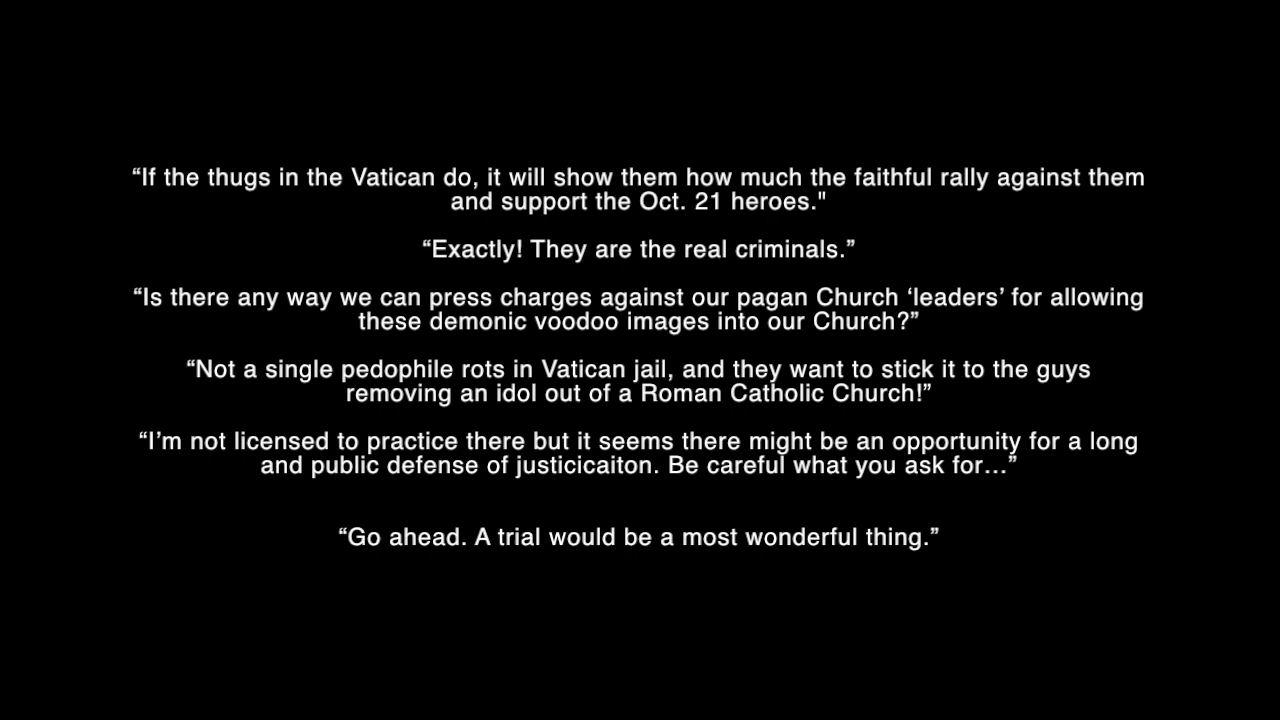 “If the thugs in the Vatican do, it will show them how much the faithful rally against them
and support the Oct. 21 heroes."
“Exactly! They are the real criminals.”
“Is there any way we can press charges against our pagan Church ‘leaders’ for allowing
these demonic voodoo images into our Church?”
“Not a single pedophile rots in Vatican jail, and they want to stick it to the guys
removing an idol out of a Roman Catholic Church!”
“I’m not licensed to practice there but it seems there might be an opportunity for a long
and public defense of justicicaiton. Be careful what you ask for…”
“Go ahead. A trial would be a most wonderful thing.”